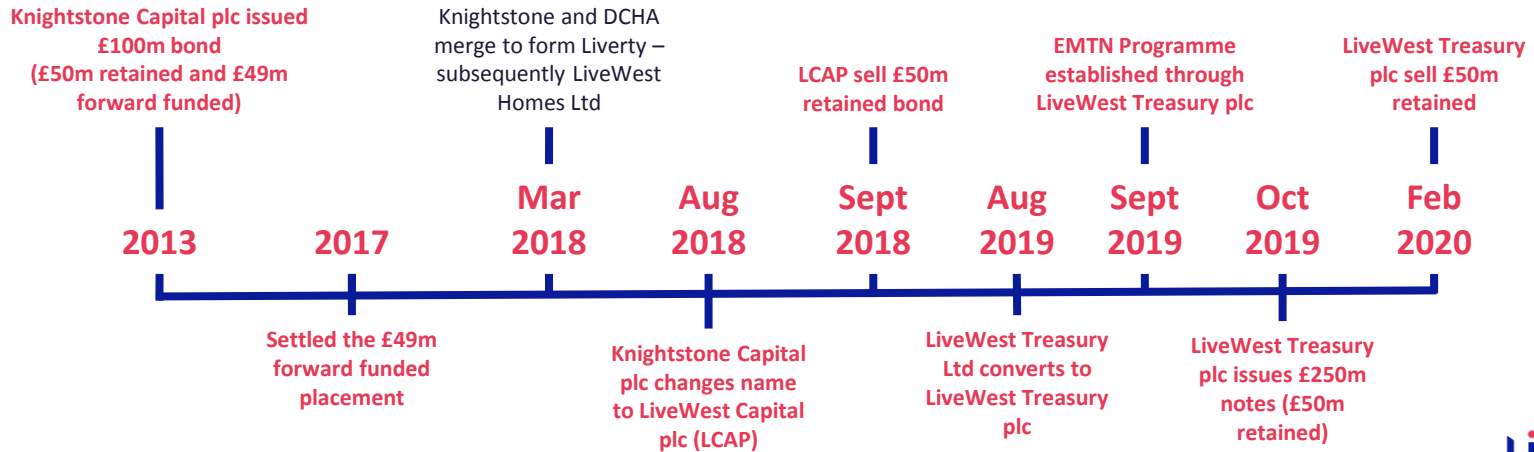 Knightstone Capital plc issued
£100m bond
(£50m retained and £49m
forward funded)
Knightstone and DCHA
merge to form Liverty –
subsequently LiveWest
Homes Ltd
LCAP sell £50m
retained bond
EMTN Programme
established through
LiveWest Treasury plc
LiveWest Treasury
plc sell £50m
retained
2013
2017
Mar
2018
Aug
2018
Sept
2018
Aug
2019
Sept
2019
Oct
2019
Feb
2020
Settled the £49m
forward funded
placement
Knightstone Capital
plc changes name
to LiveWest Capital
plc (LCAP)
LiveWest Treasury
Ltd converts to
LiveWest Treasury
plc
LiveWest Treasury
plc issues £250m
notes (£50m
retained)